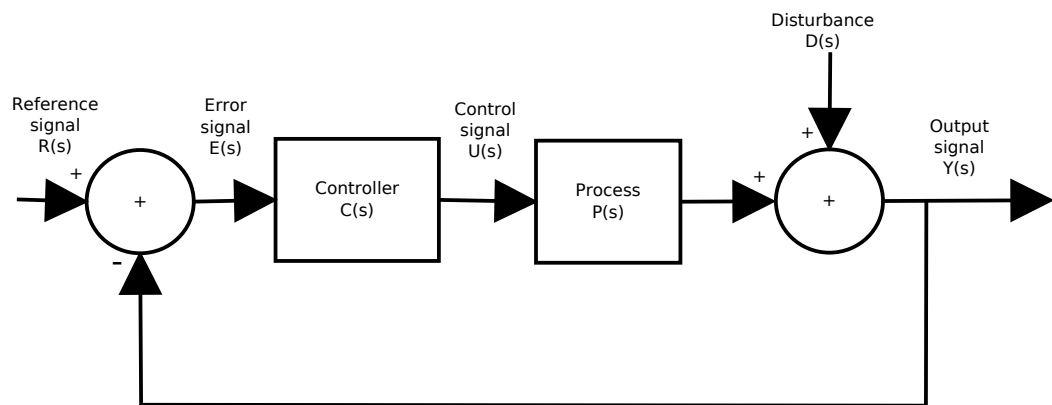 Disturbance
D(s)
Reference
signal
R(s)
+
Error
signal
E(s)
Control
signal
U(s)
+
Output
signal
Y(s)
+
+
Controller
C(s)
Process
P(s)
+
-